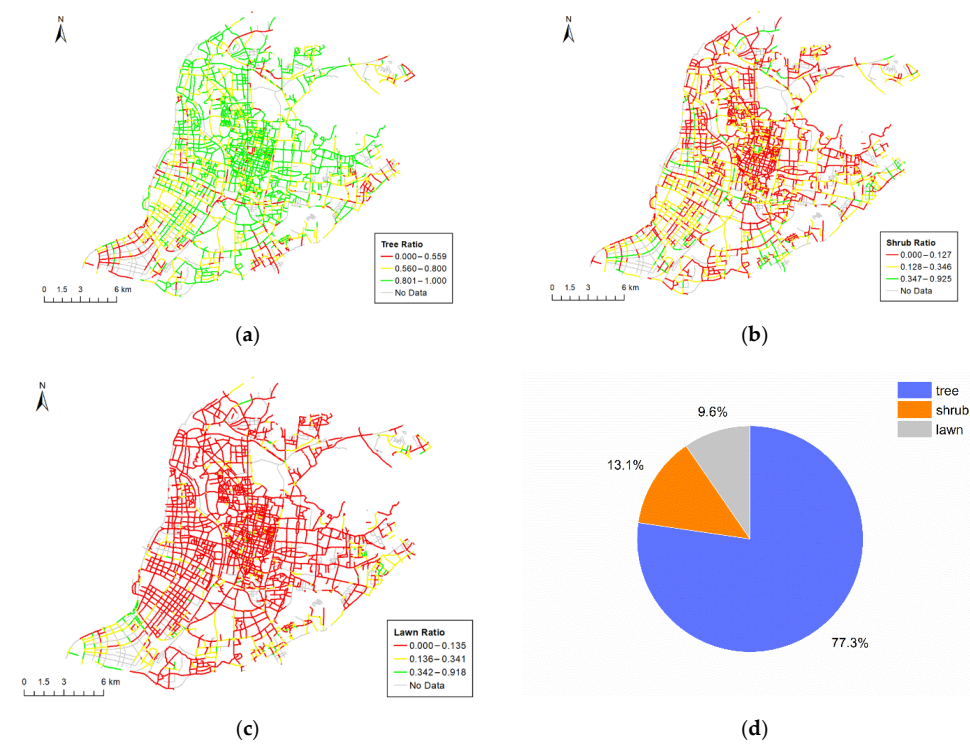 N
Tree Ratio
0.000 – 0.559
0.560 – 0.800
0.801 – 1.000
No Data
0 1.5 3 6 km
(a)
N
Shrub Ratio
0.000 – 0.127
0.128 – 0.346
0.347 – 0.925
No Data
0 1.5 3 6 km
(b)
N
Lawn Ratio
0.000 – 0.135
0.136 – 0.341
0.342 – 0.918
No Data
0 1.5 3 6 km
(c)
tree
shrub
lawn
9.6%
13.1%
77.3%
(d)